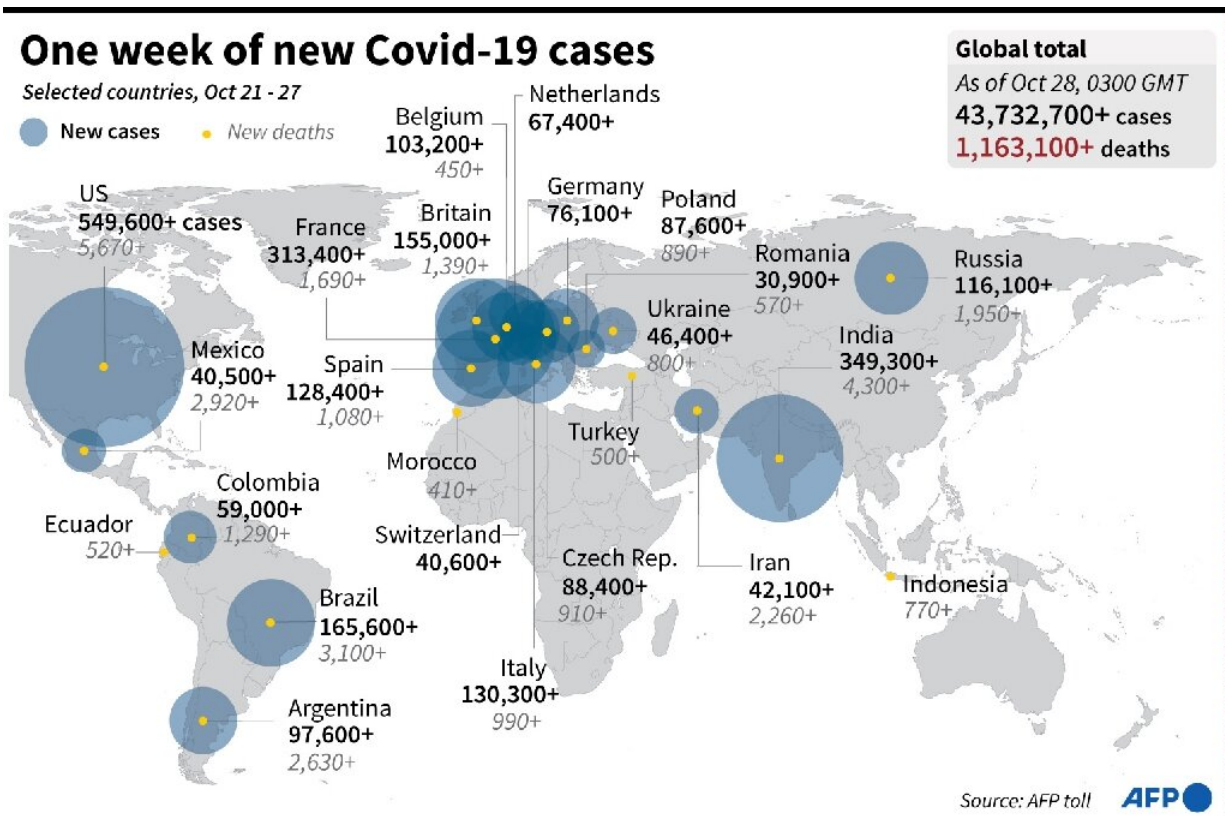 One week of new Covid-19 cases
Selected countries, Oct 21 - 27
New cases
New deaths
Global total
As of Oct 28, 0300 GMT
43,732,700+ cases
1,163,100+ deaths
Netherlands
67,400+
Belgium
103,200+
450+
Germany
76,100+
Poland
87,600+
890+
US
549,600+ cases
5,670+
France
313,400+
1,690+
Britain
155,000+
1,390+
Romania
30,900+
570+
Russia
116,100+
1,950+
Ukraine
46,400+
800+
India
349,300+
4,300+
Mexico
40,500+
2,920+
Spain
128,400+
1,080+
Turkey
500+
Morocco
410+
Colombia
59,000+
1,290+
Ecuador
520+
Switzerland
40,600+
Czech Rep.
88,400+
910+
Iran
42,100+
2,260+
Indonesia
770+
Brazil
165,600+
3,100+
Italy
130,300+
990+
Argentina
97,600+
2,630+
Source: AFP toll
AFP